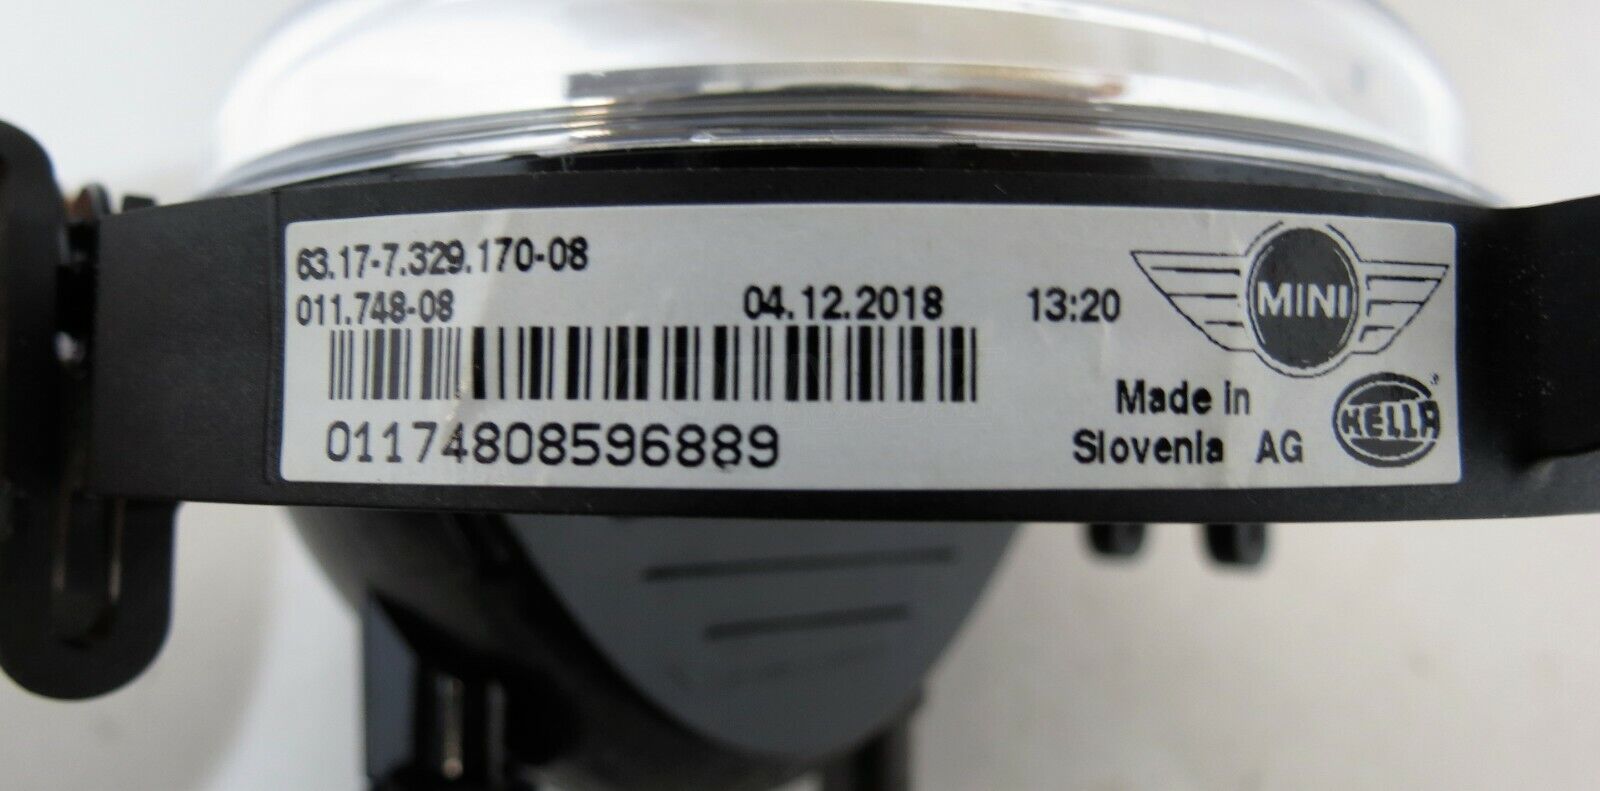 63.17-7.329.170-08
011.748-08 04.12.2018 13:20
MINI
01174808596889
Made in
Slovenia AG
HELLA